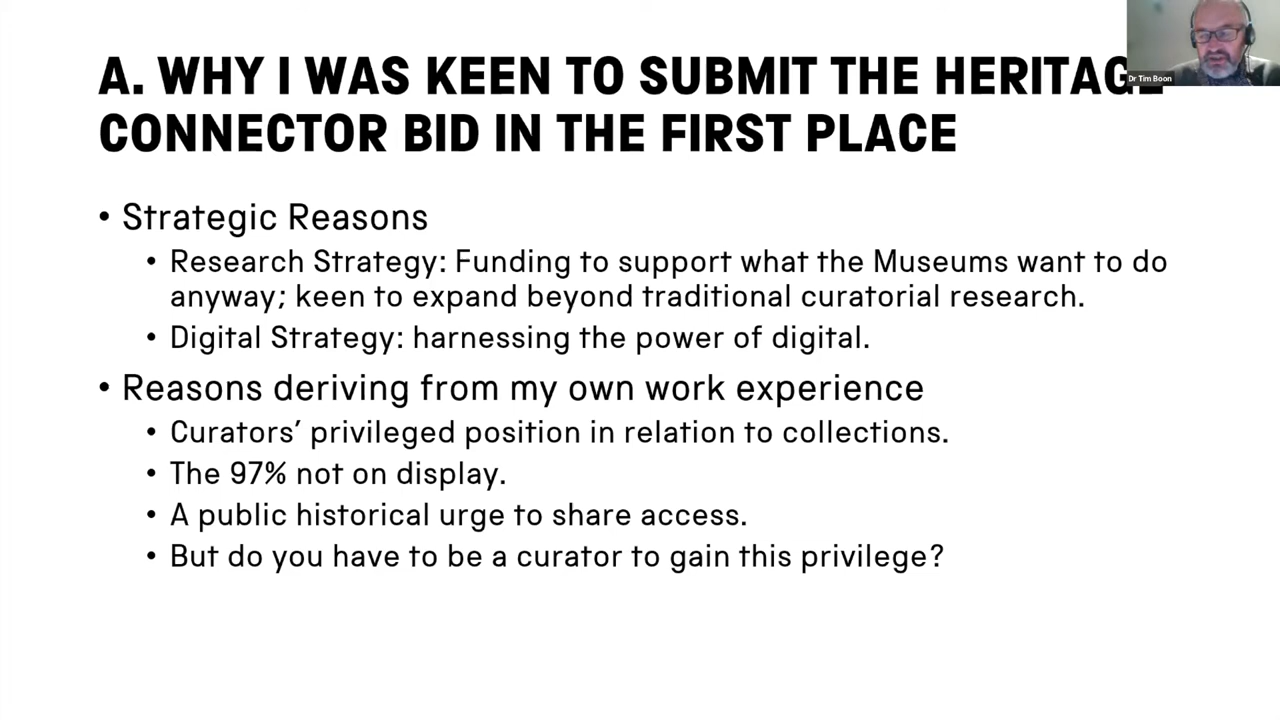 A. WHY I WAS KEEN TO SUBMIT THE HERITAGE
CONNECTOR BID IN THE FIRST PLACE
Dr Tim Boon
• Strategic Reasons
• Research Strategy: Funding to support what the Museums want to do
anyway; keen to expand beyond traditional curatorial research.
• Digital Strategy: harnessing the power of digital.
• Reasons deriving from my own work experience
• Curators’ privileged position in relation to collections.
• The 97% not on display.
• A public historical urge to share access.
• But do you have to be a curator to gain this privilege?